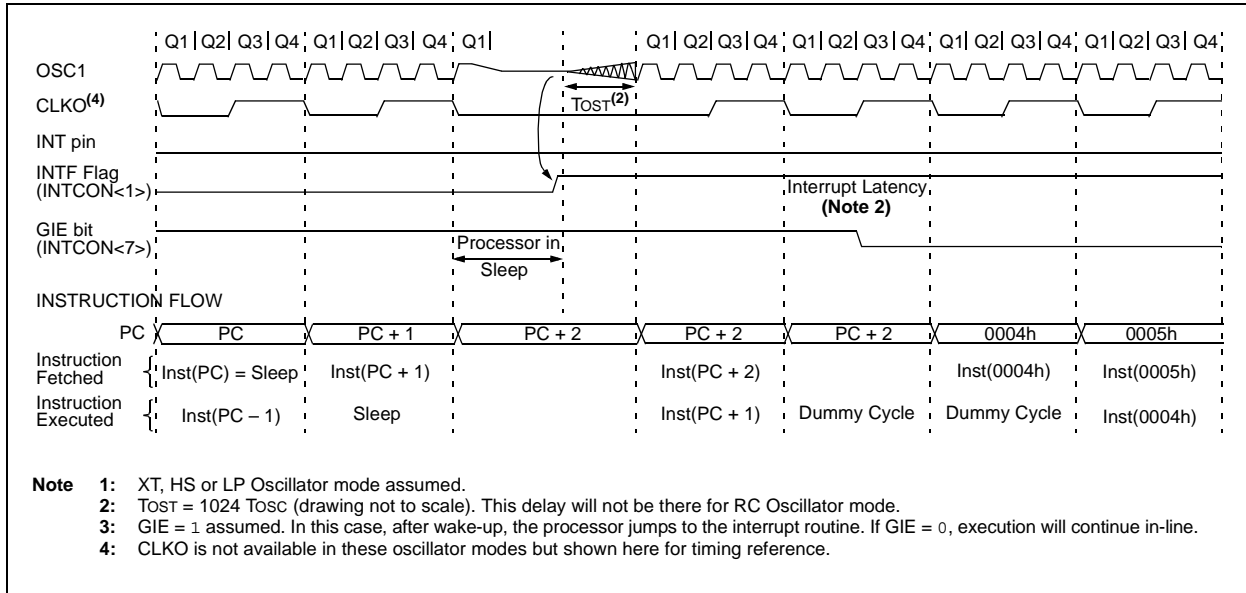 Q1 Q2 Q3 Q4 Q1 Q2 Q3 Q4 Q1 Q1 Q2 Q3 Q4 Q1 Q2 Q3 Q4 Q1 Q2 Q3 Q4 Q1 Q2 Q3 Q4
OSC1
CLKO(4)
TOST(2)
INT pin
INTF Flag
(INTCON<1>)
Interrupt Latency
(Note 2)
GIE bit
(INTCON<7>)
Processor in
Sleep
INSTRUCTION FLOW
PC PC PC + 1 PC + 2 PC + 2 PC + 2 0004h 0005h
Instruction
Fetched
Inst(PC) = Sleep Inst(PC + 1) Inst(PC + 2) Inst(0004h) Inst(0005h)
Instruction
Executed
Inst(PC – 1) Sleep Inst(PC + 1) Dummy Cycle Dummy Cycle Inst(0004h)
Note 1: XT, HS or LP Oscillator mode assumed.
2: TOST = 1024 TOSC (drawing not to scale). This delay will not be there for RC Oscillator mode.
3: GIE = 1 assumed. In this case, after wake-up, the processor jumps to the interrupt routine. If GIE = 0, execution will continue in-line.
4: CLKO is not available in these oscillator modes but shown here for timing reference.